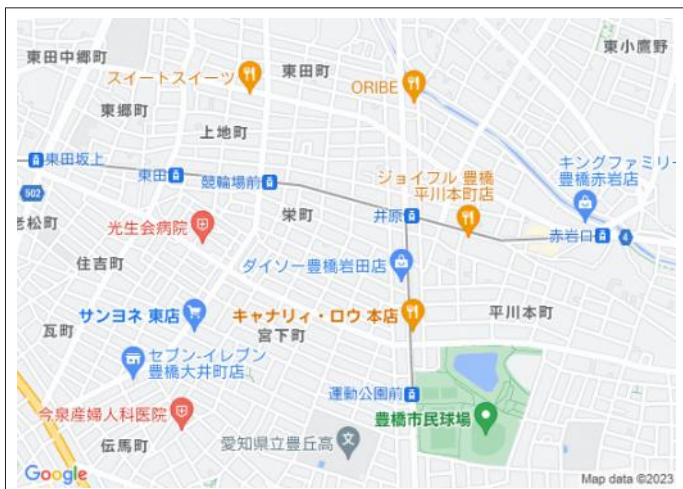 東小鷹野
東田中郷町
スイートスイーツ
東田町
ORIBE
東郷町
上地町
東田坂上
東田
競輪場前
ジョイフル 豊橋
平川本町店
キングファミリー
豊橋赤岩店
502
老松町
光生会病院
栄町
井原
赤岩口
4
住吉町
ダイソー豊橋岩田店
サンヨネ 東店
キャナリィ・ロウ 本店
平川本町
瓦町
宮下町
セブン-イレブン
豊橋大井町店
運動公園前
今泉産婦人科医院
豊橋市民球場
伝馬町
愛知県立豊丘高
Google
Map data ©2023